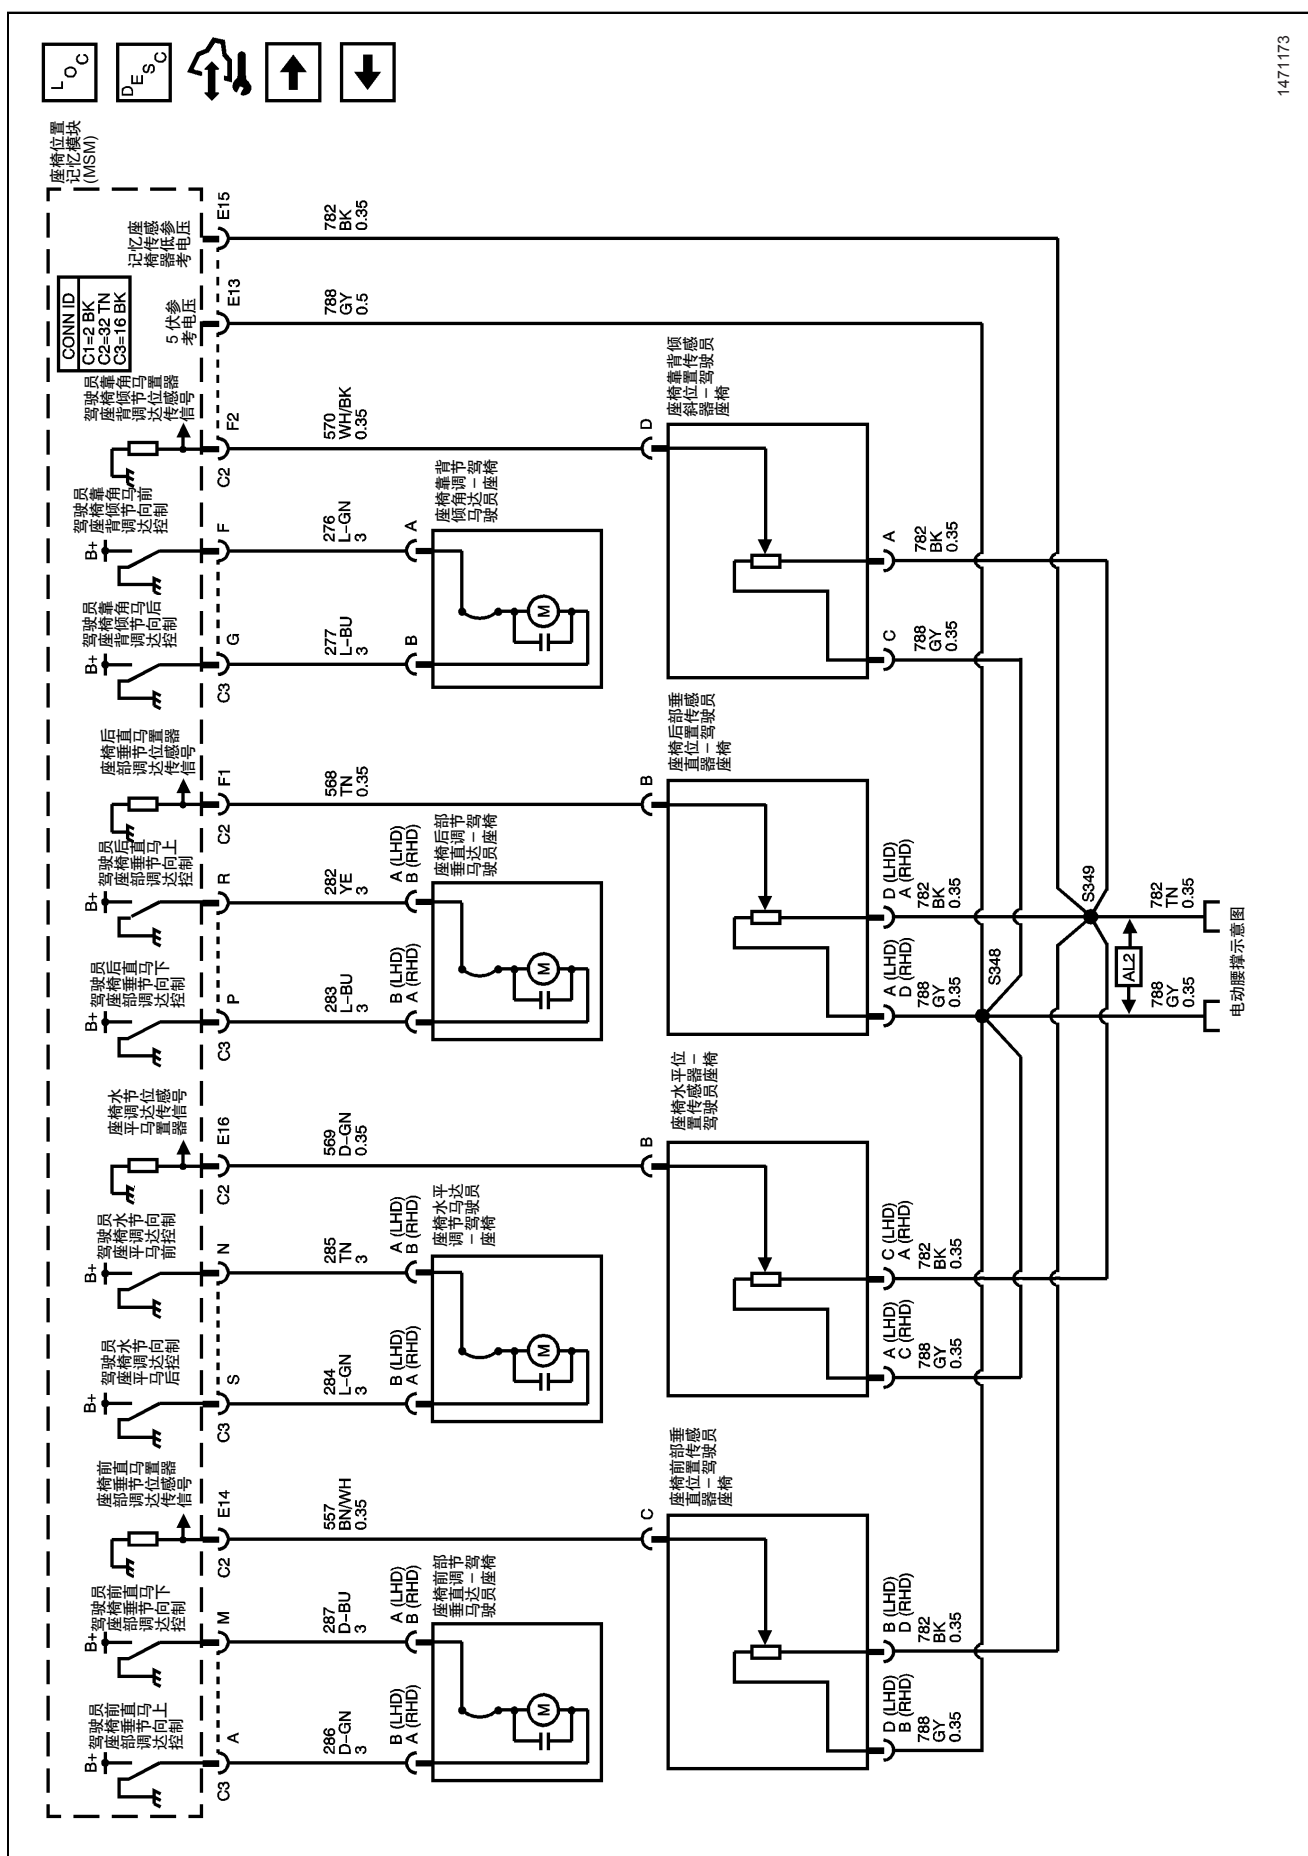 LOC
DESC
座椅位置
记忆模块
(MSM)
记忆座
椅传感
器低参
考电压
E15
782
BK
0.35
CONN ID
C1=2 BK
C2=32 TN
C3=16 BK
5 伏参
考电压
E13
788
GY
0.5
驾驶员
座椅靠
背倾角
调节马
达位置
传感器
信号
C2
F2
570
WH/BK
0.35
D
座椅靠背倾
斜位置传感
器－驾驶员
座椅
驾驶员
座椅靠
背倾角
调节马
达向前
控制
B+
F
276
L-GN
3
A
座椅靠背
倾角调节
马达－驾
驶员座椅
M
A
782
BK
0.35
驾驶员
座椅靠
背倾角
调节马
达向后
控制
B+
C3
G
277
L-BU
3
B
C
788
GY
0.35
座椅后
部垂直
调节马
达位置
传感器
信号
C2
F1
568
TN
0.35
B
座椅后部垂
直位置传感
器－驾驶员
座椅
驾驶员
座椅后
部垂直
调节马
达向上
控制
B+
R
282
YE
3
A (LHD)
B (RHD)
座椅后部
垂直调节
马达－驾
驶员座椅
M
D (LHD)
A (RHD)
782
BK
0.35
S349
782
TN
0.35
驾驶员
座椅后
部垂直
调节马
达向下
控制
B+
C3
P
283
L-BU
3
B (LHD)
A (RHD)
A (LHD)
D (RHD)
788
GY
0.35
S348
AL2
788
GY
0.35
电动腰撑示意图
座椅水
平调节
马达位
置传感
器信号
C2
E16
569
D-GN
0.35
B
座椅水平位
置传感器－
驾驶员座椅
驾驶员
座椅水
平调节
马达向
前控制
B+
N
285
TN
3
A (LHD)
B (RHD)
座椅水平
调节马达
－驾驶员
座椅
M
C (LHD)
A (RHD)
782
BK
0.35
驾驶员
座椅水
平调节
马达向
后控制
B+
C3
S
284
L-GN
3
B (LHD)
A (RHD)
A (LHD)
C (RHD)
788
GY
0.35
座椅前
部垂直
调节马
达位置
传感器
信号
C2
E14
557
BN/WH
0.35
C
座椅前部垂
直位置传感
器－驾驶员
座椅
驾驶员
座椅前
部垂直
调节马
达向下
控制
B+
M
287
D-BU
3
A (LHD)
B (RHD)
座椅前部
垂直调节
马达－驾
驶员座椅
M
B (LHD)
D (RHD)
782
BK
0.35
驾驶员
座椅前
部垂直
调节马
达向上
控制
B+
C3
A
286
D-GN
3
B (LHD)
A (RHD)
D (LHD)
B (RHD)
788
GY
0.35
1471173